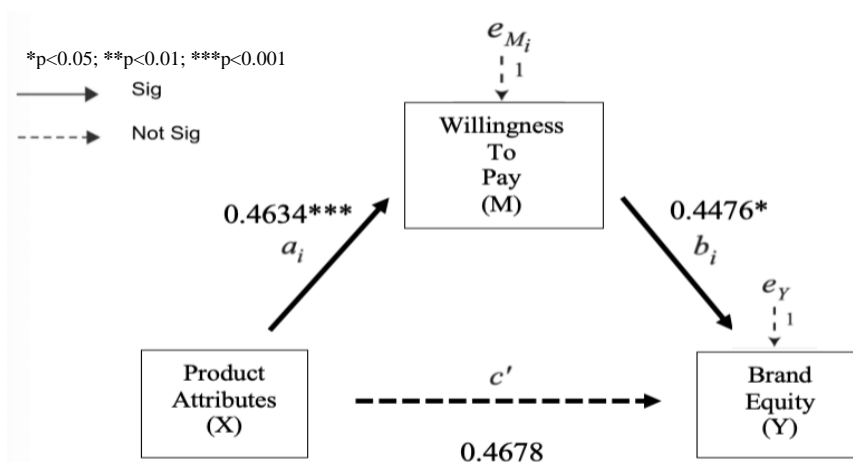 *p<0.05; **p<0.01; ***p<0.001
Sig
Not Sig
e_{M_i}
1
Willingness
To
Pay
(M)
0.4634***
a_i
0.4476*
b_i
e_Y
1
Product
Attributes
(X)
c'
0.4678
Brand
Equity
(Y)